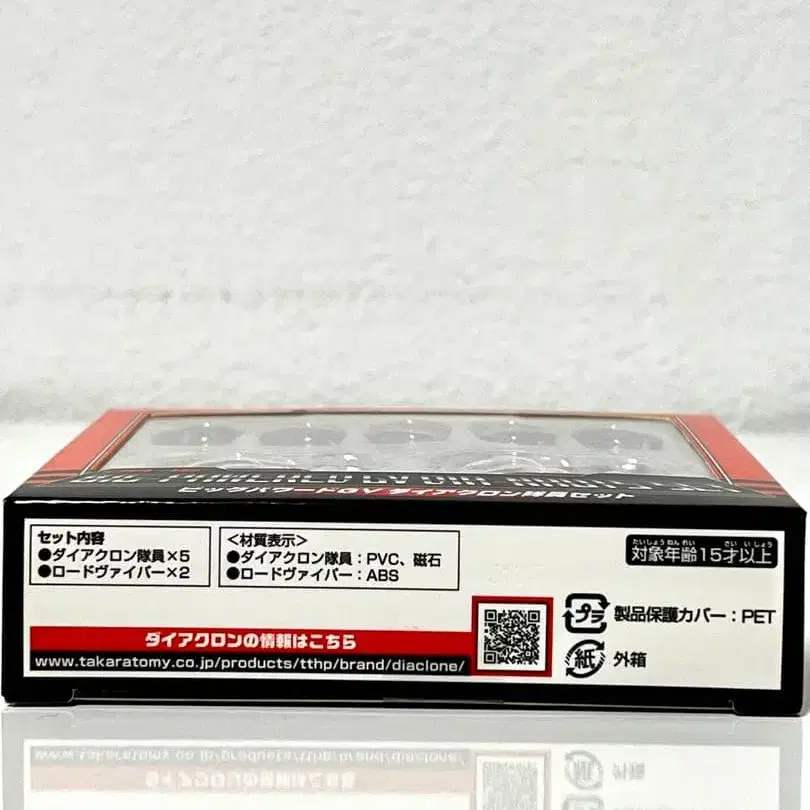 ビッグパワードGV ダイアクロン隊員セット
セット内容
●ダイアクロン隊員×5
●ロードヴァイパー×2
＜材質表示＞
●ダイアクロン隊員：PVC、磁石
●ロードヴァイパー：ABS
たいしょうねんれい さい いじょう
対象年齢15才以上
プラ
製品保護カバー：PET
紙
外箱
ダイアクロンの情報はこちら
www.takaratomy.co.jp/products/tthp/brand/diaclone/